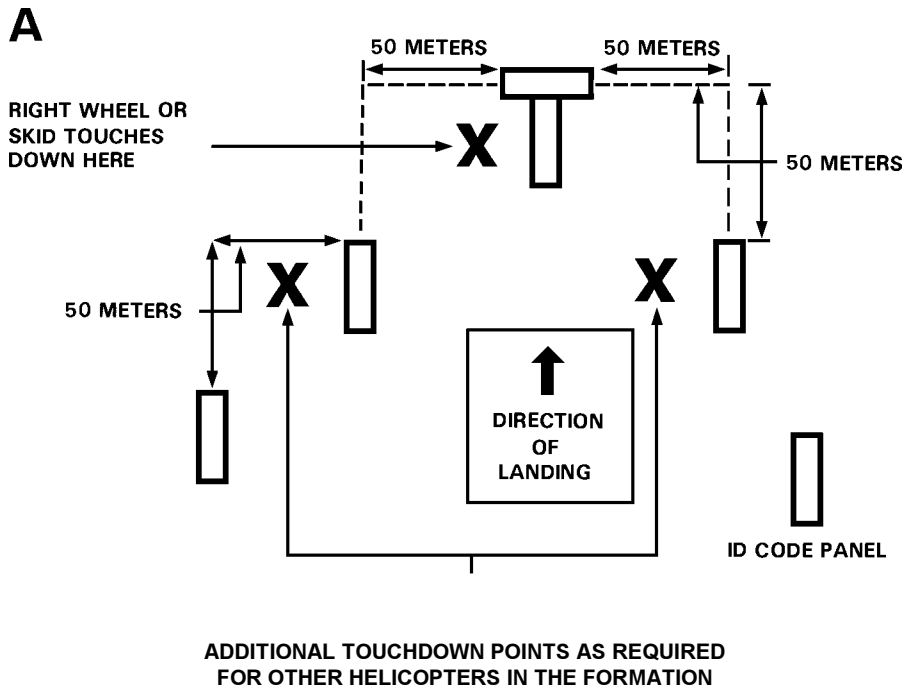 A
50 METERS
50 METERS
RIGHT WHEEL OR
SKID TOUCHES
DOWN HERE
X
50 METERS
X
X
50 METERS
DIRECTION
OF
LANDING
ID CODE PANEL
ADDITIONAL TOUCHDOWN POINTS AS REQUIRED
FOR OTHER HELICOPTERS IN THE FORMATION